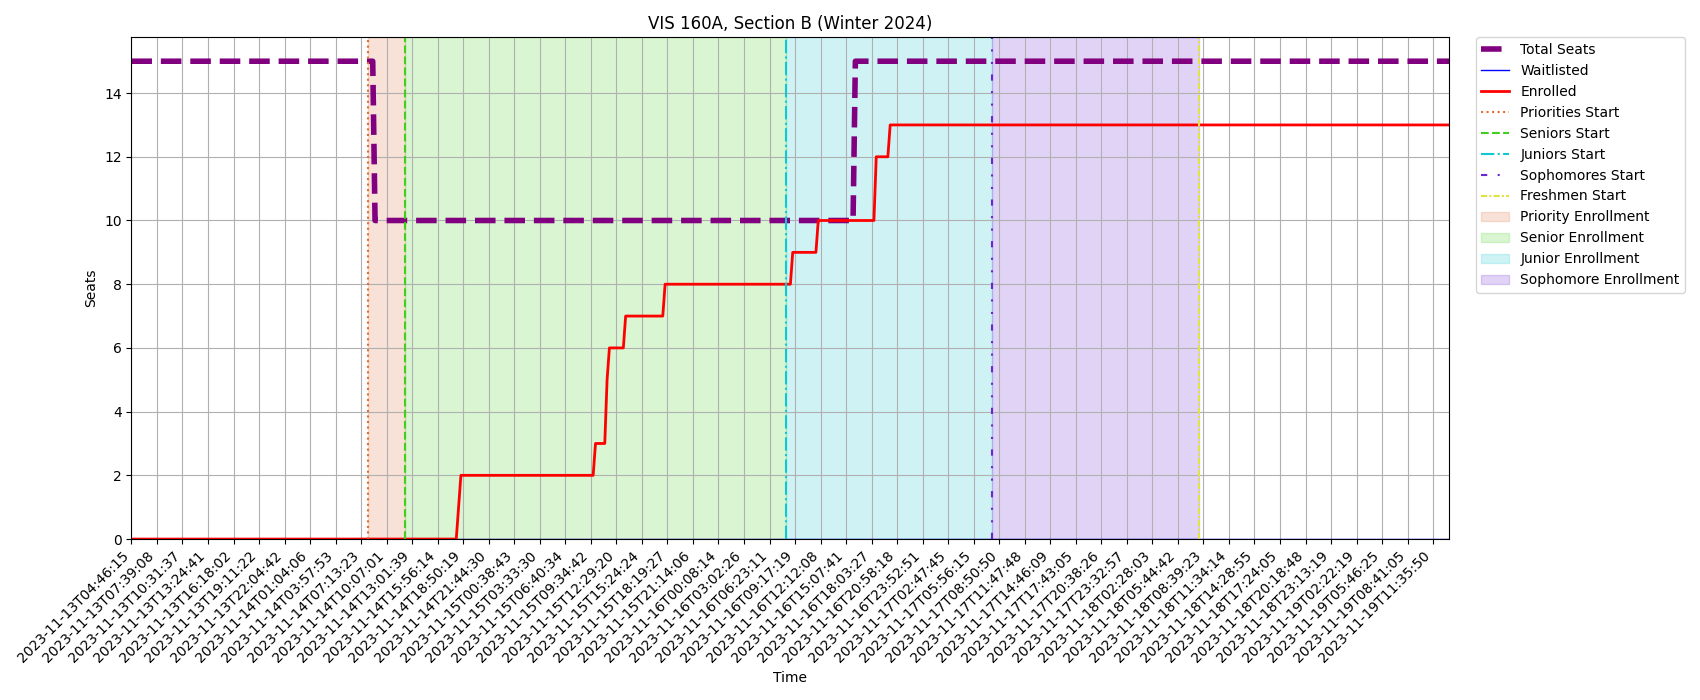 VIS 160A, Section B (Winter 2024)
Total Seats
Waitlisted
Enrolled
Priorities Start
Seniors Start
Juniors Start
Sophomores Start
Freshmen Start
Priority Enrollment
Senior Enrollment
Junior Enrollment
Sophomore Enrollment
Seats
14
12
10
8
6
4
2
0
2023-11-13T04:46:15
2023-11-13T07:39:08
2023-11-13T10:31:37
2023-11-13T13:24:41
2023-11-13T16:18:02
2023-11-13T19:11:22
2023-11-13T22:04:42
2023-11-14T01:04:06
2023-11-14T03:57:53
2023-11-14T07:13:23
2023-11-14T10:07:01
2023-11-14T13:01:39
2023-11-14T15:56:14
2023-11-14T18:50:19
2023-11-14T21:44:30
2023-11-15T00:38:43
2023-11-15T03:33:30
2023-11-15T06:40:34
2023-11-15T09:34:42
2023-11-15T12:29:20
2023-11-15T15:24:24
2023-11-15T18:19:27
2023-11-15T21:14:06
2023-11-16T00:08:14
2023-11-16T03:02:26
2023-11-16T06:23:11
2023-11-16T09:17:19
2023-11-16T12:12:08
2023-11-16T15:07:41
2023-11-16T18:03:27
2023-11-16T20:58:18
2023-11-16T23:52:51
2023-11-17T02:47:45
2023-11-17T05:56:15
2023-11-17T08:50:50
2023-11-17T11:47:48
2023-11-17T14:46:09
2023-11-17T17:43:05
2023-11-17T20:38:26
2023-11-17T23:32:57
2023-11-18T02:28:03
2023-11-18T05:44:42
2023-11-18T08:39:23
2023-11-18T11:34:14
2023-11-18T14:28:55
2023-11-18T17:24:05
2023-11-18T20:18:48
2023-11-18T23:13:19
2023-11-19T02:22:19
2023-11-19T05:46:25
2023-11-19T08:41:05
2023-11-19T11:35:50
Time